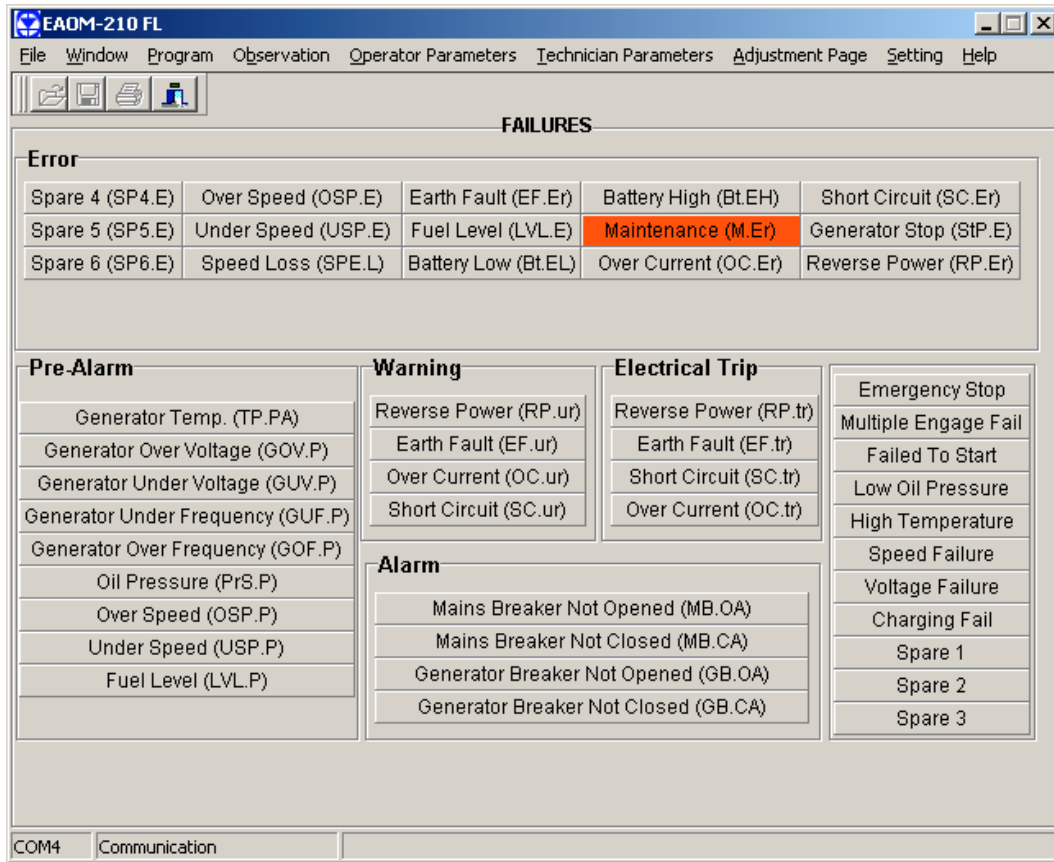 EAOM-210 FL
File Window Program Observation Operator Parameters Technician Parameters Adjustment Page Setting Help
FAILURES
Error
Spare 4 (SP4.E) Over Speed (OSP.E) Earth Fault (EF.Er) Battery High (Bt.EH) Short Circuit (SC.Er)
Spare 5 (SP5.E) Under Speed (USP.E) Fuel Level (LVL.E) Maintenance (M.Er) Generator Stop (StP.E)
Spare 6 (SP6.E) Speed Loss (SPE.L) Battery Low (Bt.EL) Over Current (OC.Er) Reverse Power (RP.Er)
Pre-Alarm
Generator Temp. (TP.PA)
Generator Over Voltage (GOV.P)
Generator Under Voltage (GUV.P)
Generator Under Frequency (GUF.P)
Generator Over Frequency (GOF.P)
Oil Pressure (PrS.P)
Over Speed (OSP.P)
Under Speed (USP.P)
Fuel Level (LVL.P)
Warning
Reverse Power (RP.ur)
Earth Fault (EF.ur)
Over Current (OC.ur)
Short Circuit (SC.ur)
Electrical Trip
Reverse Power (RP.tr)
Earth Fault (EF.tr)
Short Circuit (SC.tr)
Over Current (OC.tr)
Alarm
Mains Breaker Not Opened (MB.OA)
Mains Breaker Not Closed (MB.CA)
Generator Breaker Not Opened (GB.OA)
Generator Breaker Not Closed (GB.CA)
Emergency Stop
Multiple Engage Fail
Failed To Start
Low Oil Pressure
High Temperature
Speed Failure
Voltage Failure
Charging Fail
Spare 1
Spare 2
Spare 3
COM4 Communication